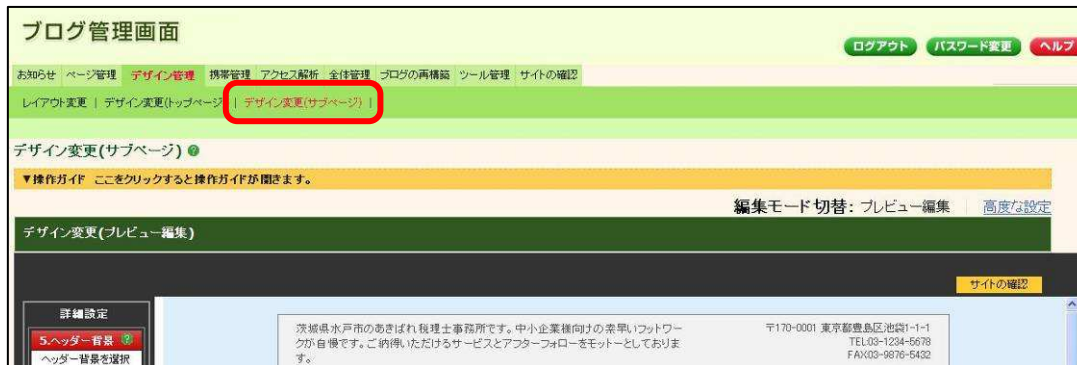 ブログ管理画面
ログアウト パスワード変更 ヘルプ
お知らせ ページ管理 デザイン管理 携帯管理 アクセス解析 全体管理 ブログの再構築 ツール管理 サイトの確認
レイアウト変更 | デザイン変更(トップページ) | デザイン変更(サブページ) |
デザイン変更(サブページ) ?
▼操作ガイド ここをクリックすると操作ガイドが開きます。
編集モード切替: プレビュー編集 高度な設定
デザイン変更(プレビュー編集)
サイトの確認
詳細設定
5.ヘッダー背景 ?
ヘッダー背景を選択
茨城県水戸市のあきばれ税理士事務所です。中小企業様向けの素早いフットワー
クが自慢です。ご納得いただけるサービスとアフターフォローをモットーとしておりま
す。
〒170-0001 東京都豊島区池袋1-1-1
TEL:03-1234-5678
FAX:03-9876-5432